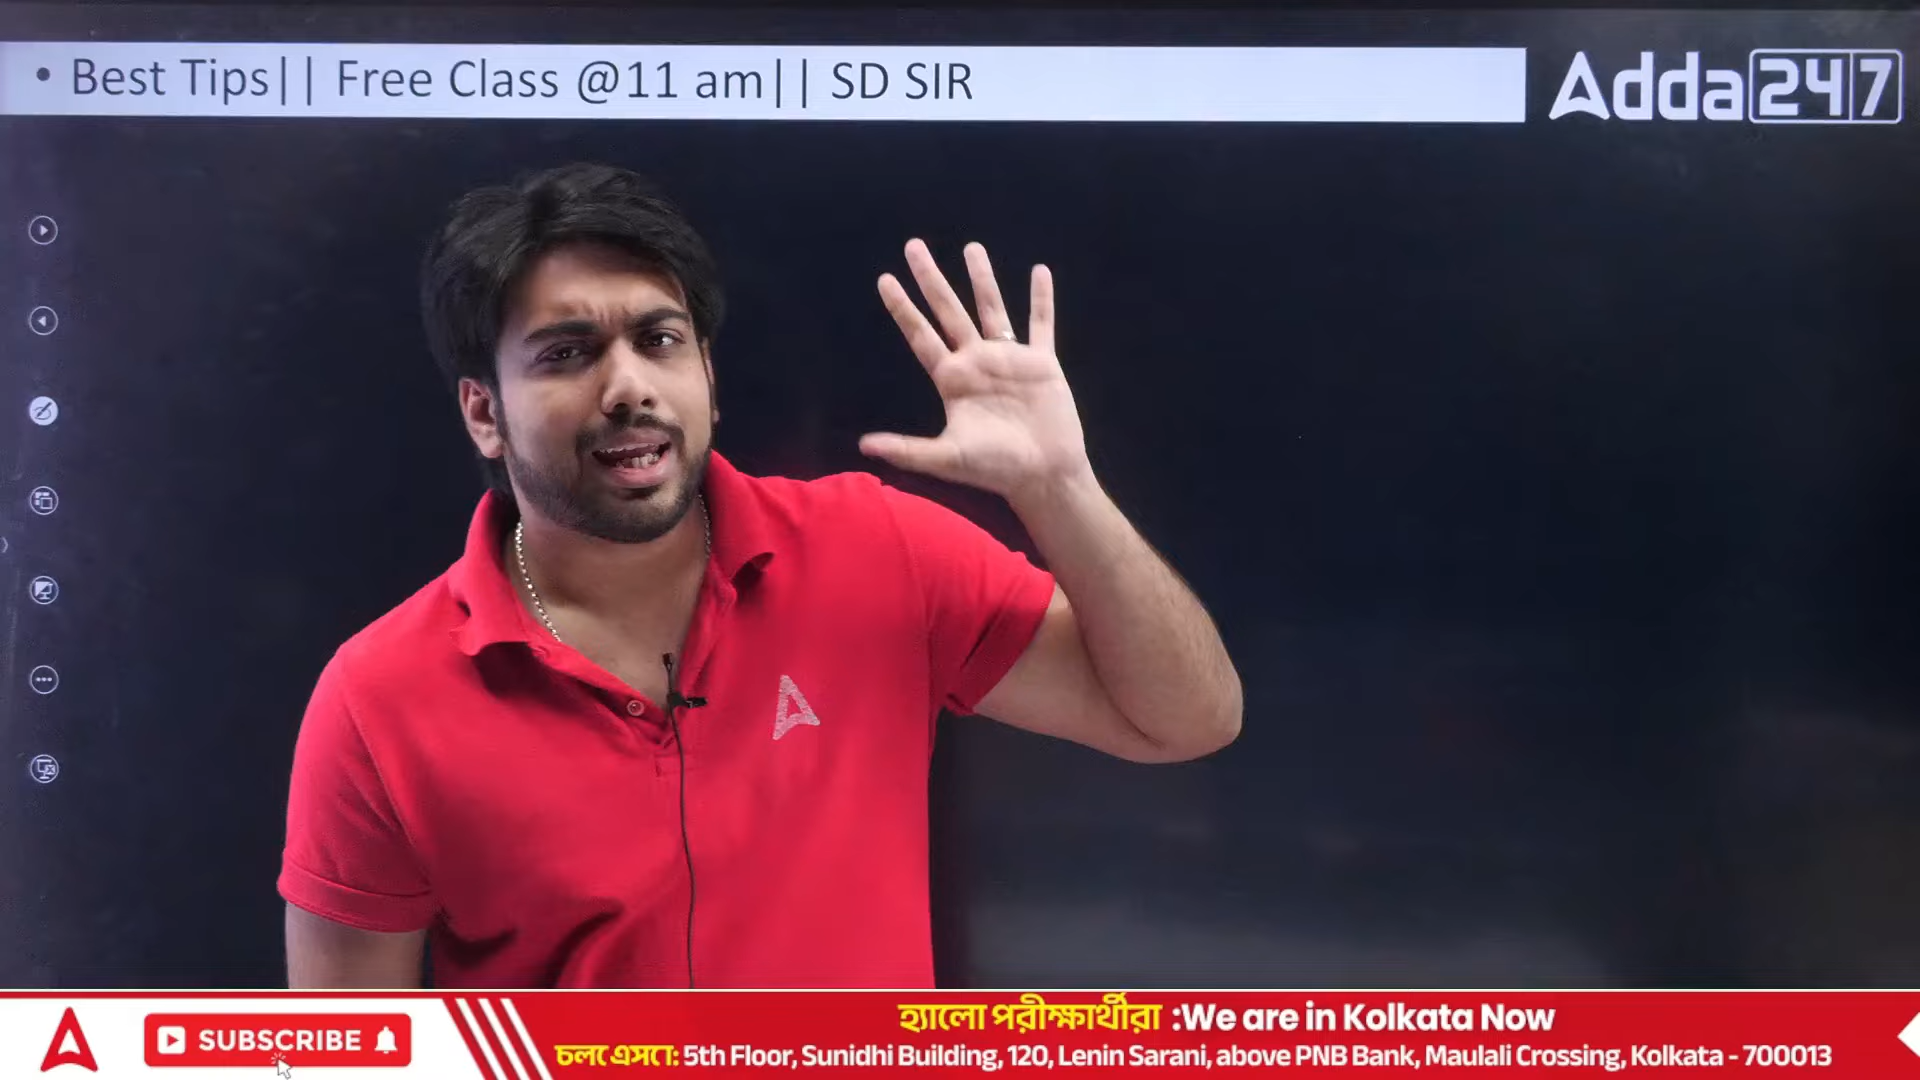 • Best Tips|| Free Class @11 am|| SD SIR
Adda247
SUBSCRIBE
হ্যালো পরীক্ষার্থীরা :We are in Kolkata Now
চলে এসো: 5th Floor, Sunidhi Building, 120, Lenin Sarani, above PNB Bank, Maulali Crossing, Kolkata - 700013